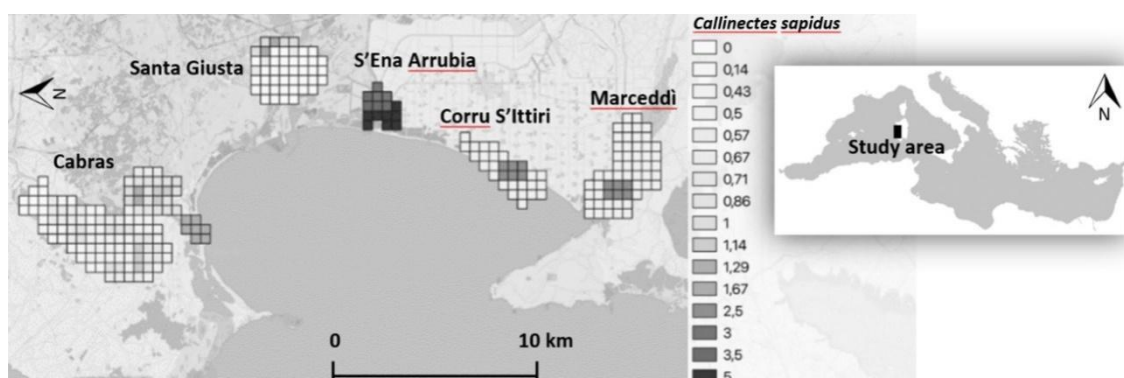 Callinectes sapidus
S'Ena Arrubia
Santa Giusta
Marceddì
Corru S'Ittiri
Cabras
N
0
10 km
0
0,14
0,43
0,5
0,57
0,67
0,71
0,86
1
1,14
1,29
1,67
2,5
3
3,5
5
N
Study area